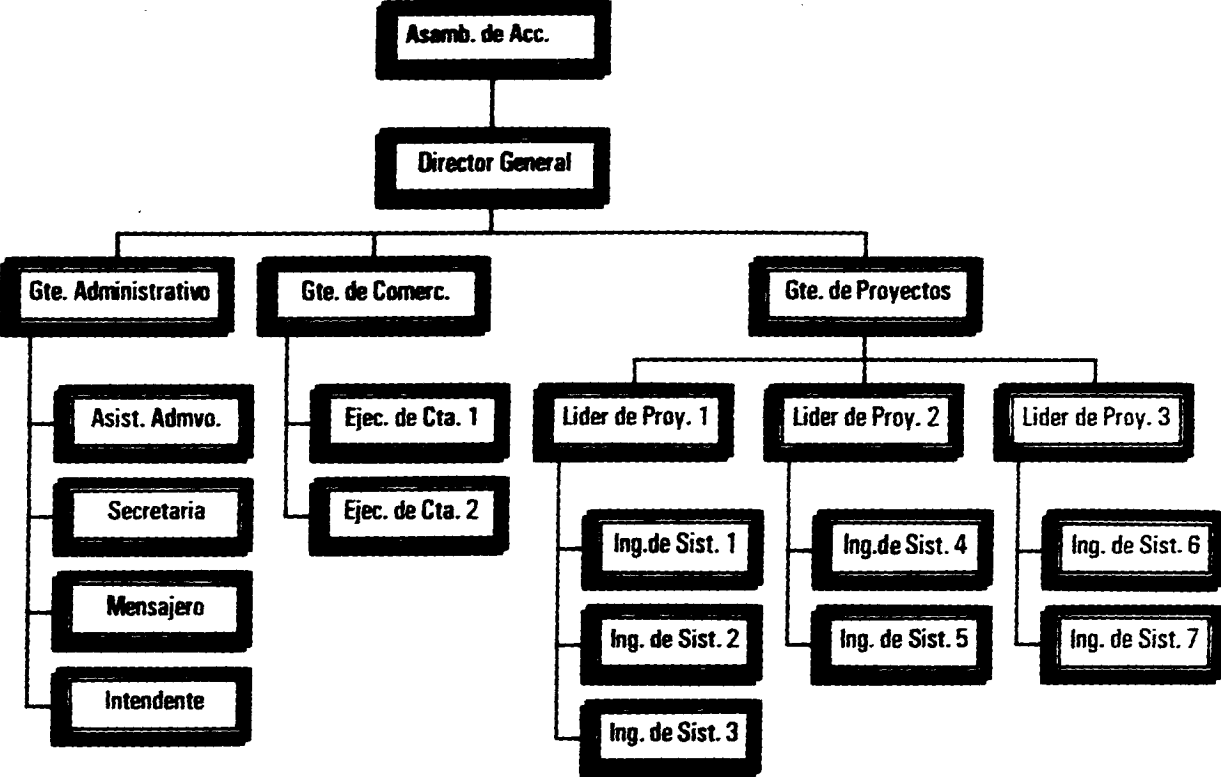 Asamb. de Acc.
Director General
Gte. Administrativo
Gte. de Comerc.
Gte. de Proyectos
Asist. Admvo.
Secretaria
Mensajero
Intendente
Ejec. de Cta. 1
Ejec. de Cta. 2
Lider de Proy. 1
Lider de Proy. 2
Lider de Proy. 3
Ing.de Sist. 1
Ing. de Sist. 2
Ing. de Sist. 3
Ing.de Sist. 4
Ing. de Sist. 5
Ing. de Sist. 6
Ing. de Sist. 7